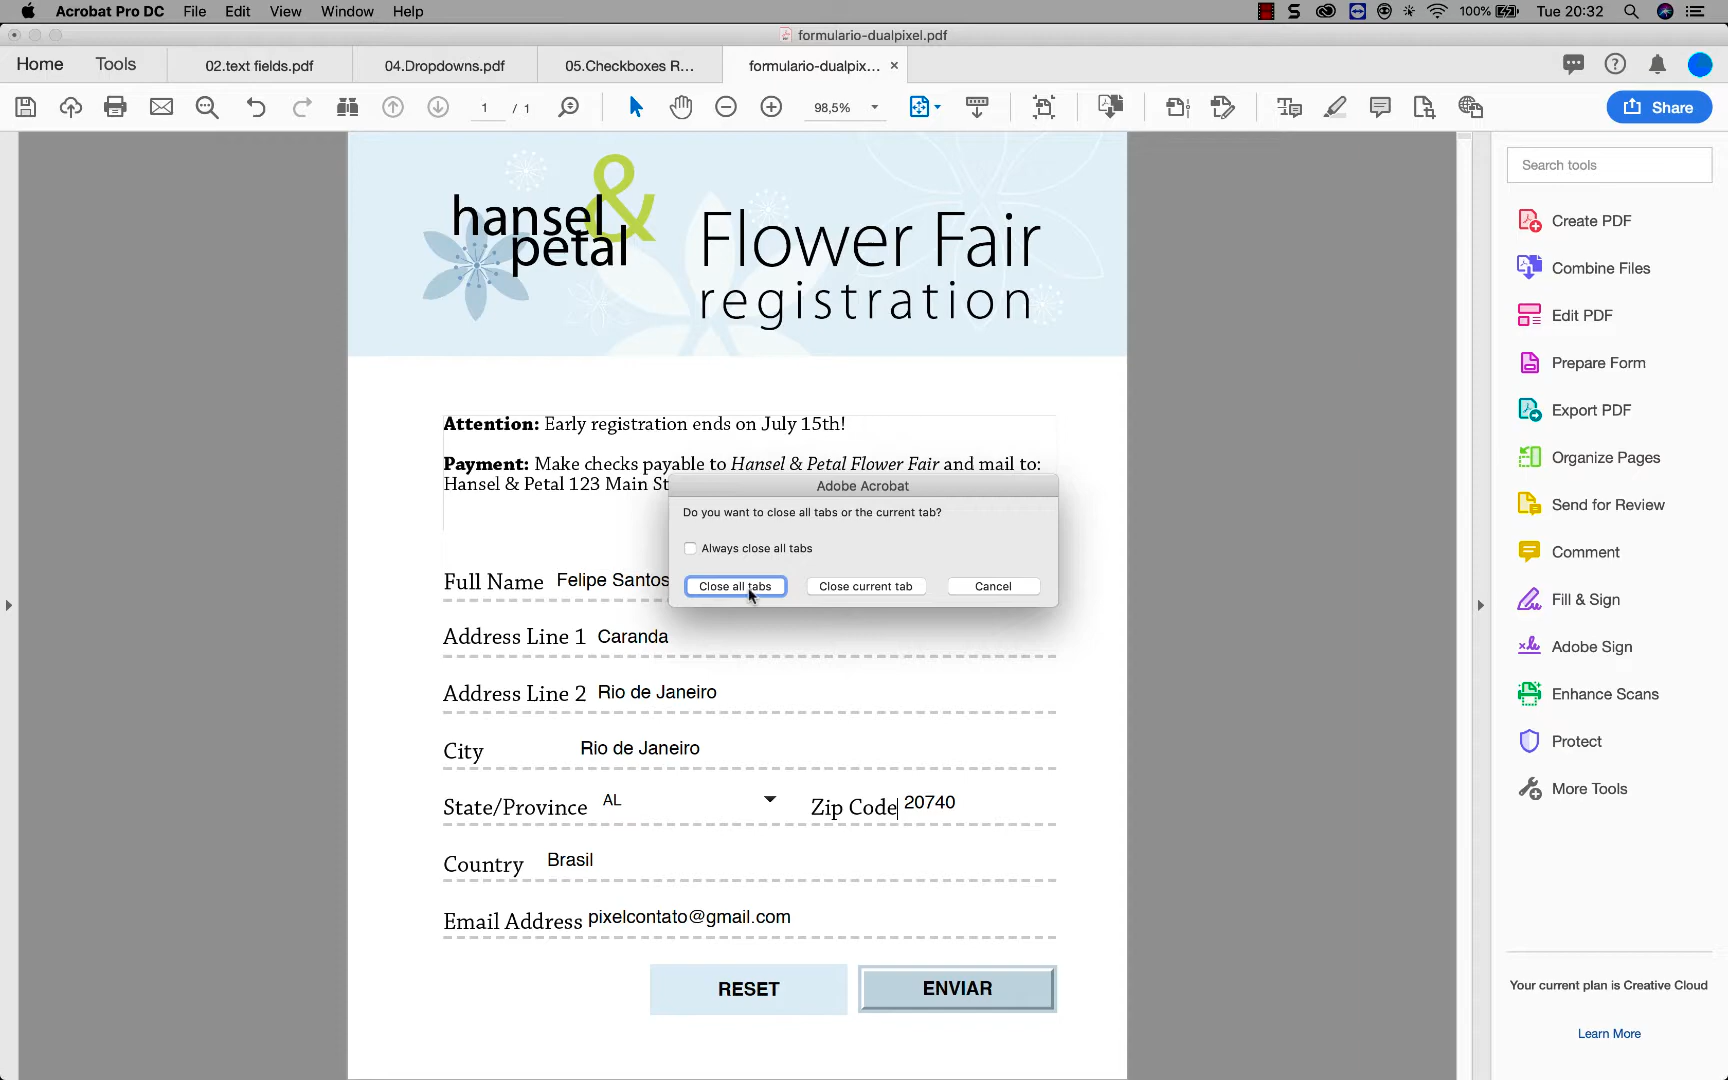 Acrobat Pro DC File Edit View Window Help 100% Tue 20:32
formulario-dualpixel.pdf
Home Tools 02.text fields.pdf 04.Dropdowns.pdf 05.Checkboxes R... formulario-dualpix... ×
1 / 1 98,5% Share
hansel & petal
Flower Fair
registration
Attention: Early registration ends on July 15th!
Payment: Make checks payable to Hansel & Petal Flower Fair and mail to:
Hansel & Petal 123 Main St
Adobe Acrobat
Do you want to close all tabs or the current tab?
Always close all tabs
Close all tabs Close current tab Cancel
Full Name Felipe Santos
Address Line 1 Caranda
Address Line 2 Rio de Janeiro
City Rio de Janeiro
State/Province AL Zip Code 20740
Country Brasil
Email Address pixelcontato@gmail.com
RESET ENVIAR
Search tools
Create PDF
Combine Files
Edit PDF
Prepare Form
Export PDF
Organize Pages
Send for Review
Comment
Fill & Sign
Adobe Sign
Enhance Scans
Protect
More Tools
Your current plan is Creative Cloud
Learn More